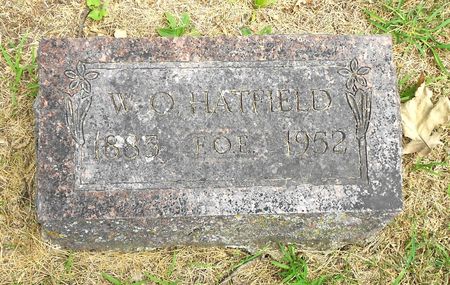 W. O. HATFIELD
1883 FOE 1952